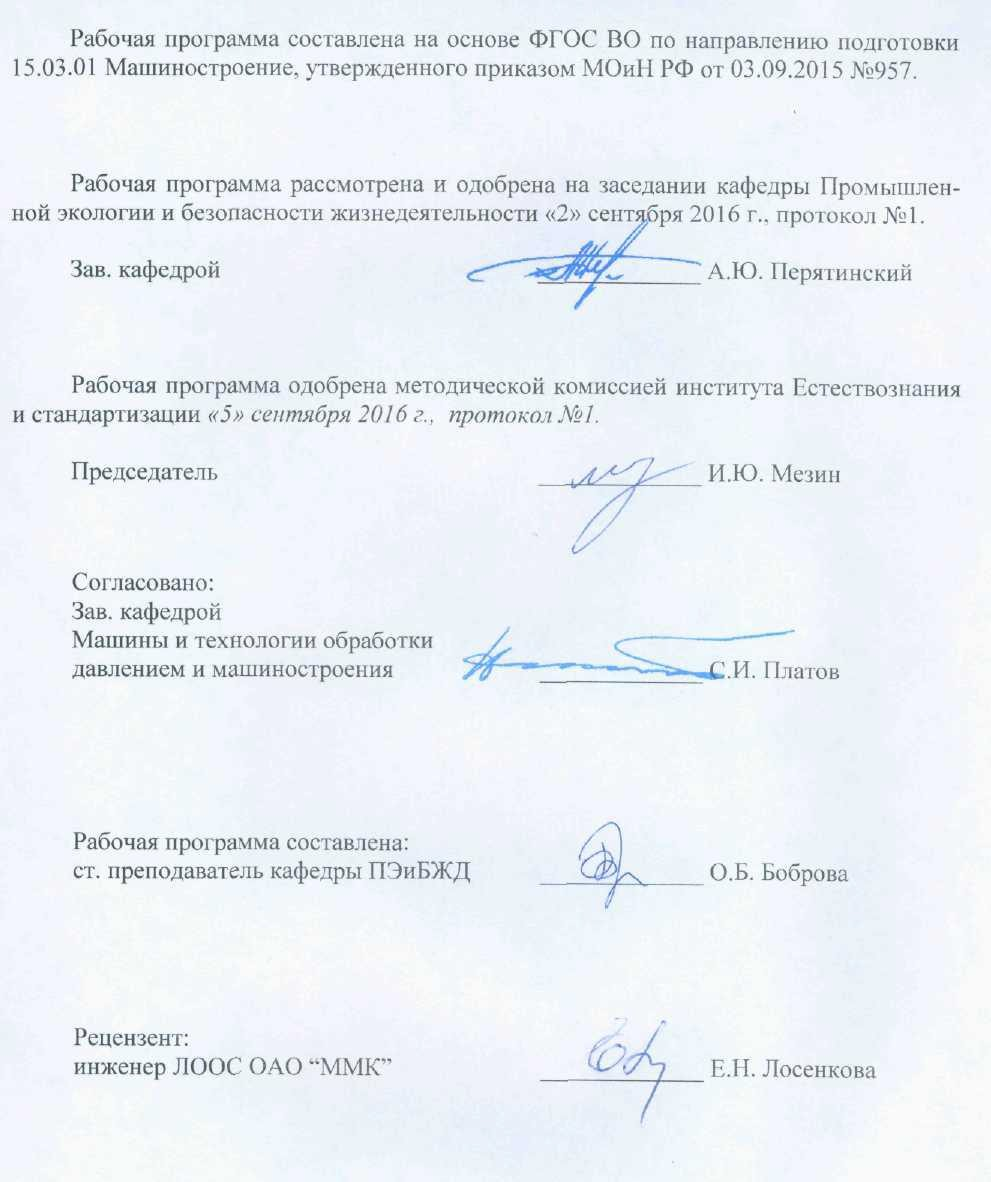 Рабочая программа составлена на основе ФГОС ВО по направлению подготовки
15.03.01 Машиностроение, утвержденного приказом МОиН РФ от 03.09.2015 №957.
Рабочая программа рассмотрена и одобрена на заседании кафедры Промышлен-
ной экологии и безопасности жизнедеятельности «2» сентября 2016 г., протокол №1.
Зав. кафедрой А.Ю. Перятинский
Рабочая программа одобрена методической комиссией института Естествознания
и стандартизации «5» сентября 2016 г., протокол №1.
Председатель И.Ю. Мезин
Согласовано:
Зав. кафедрой
Машины и технологии обработки
давлением и машиностроения С.И. Платов
Рабочая программа составлена:
ст. преподаватель кафедры ПЭиБЖД О.Б. Боброва
Рецензент:
инженер ЛООС ОАО “ММК” Е.Н. Лосенкова